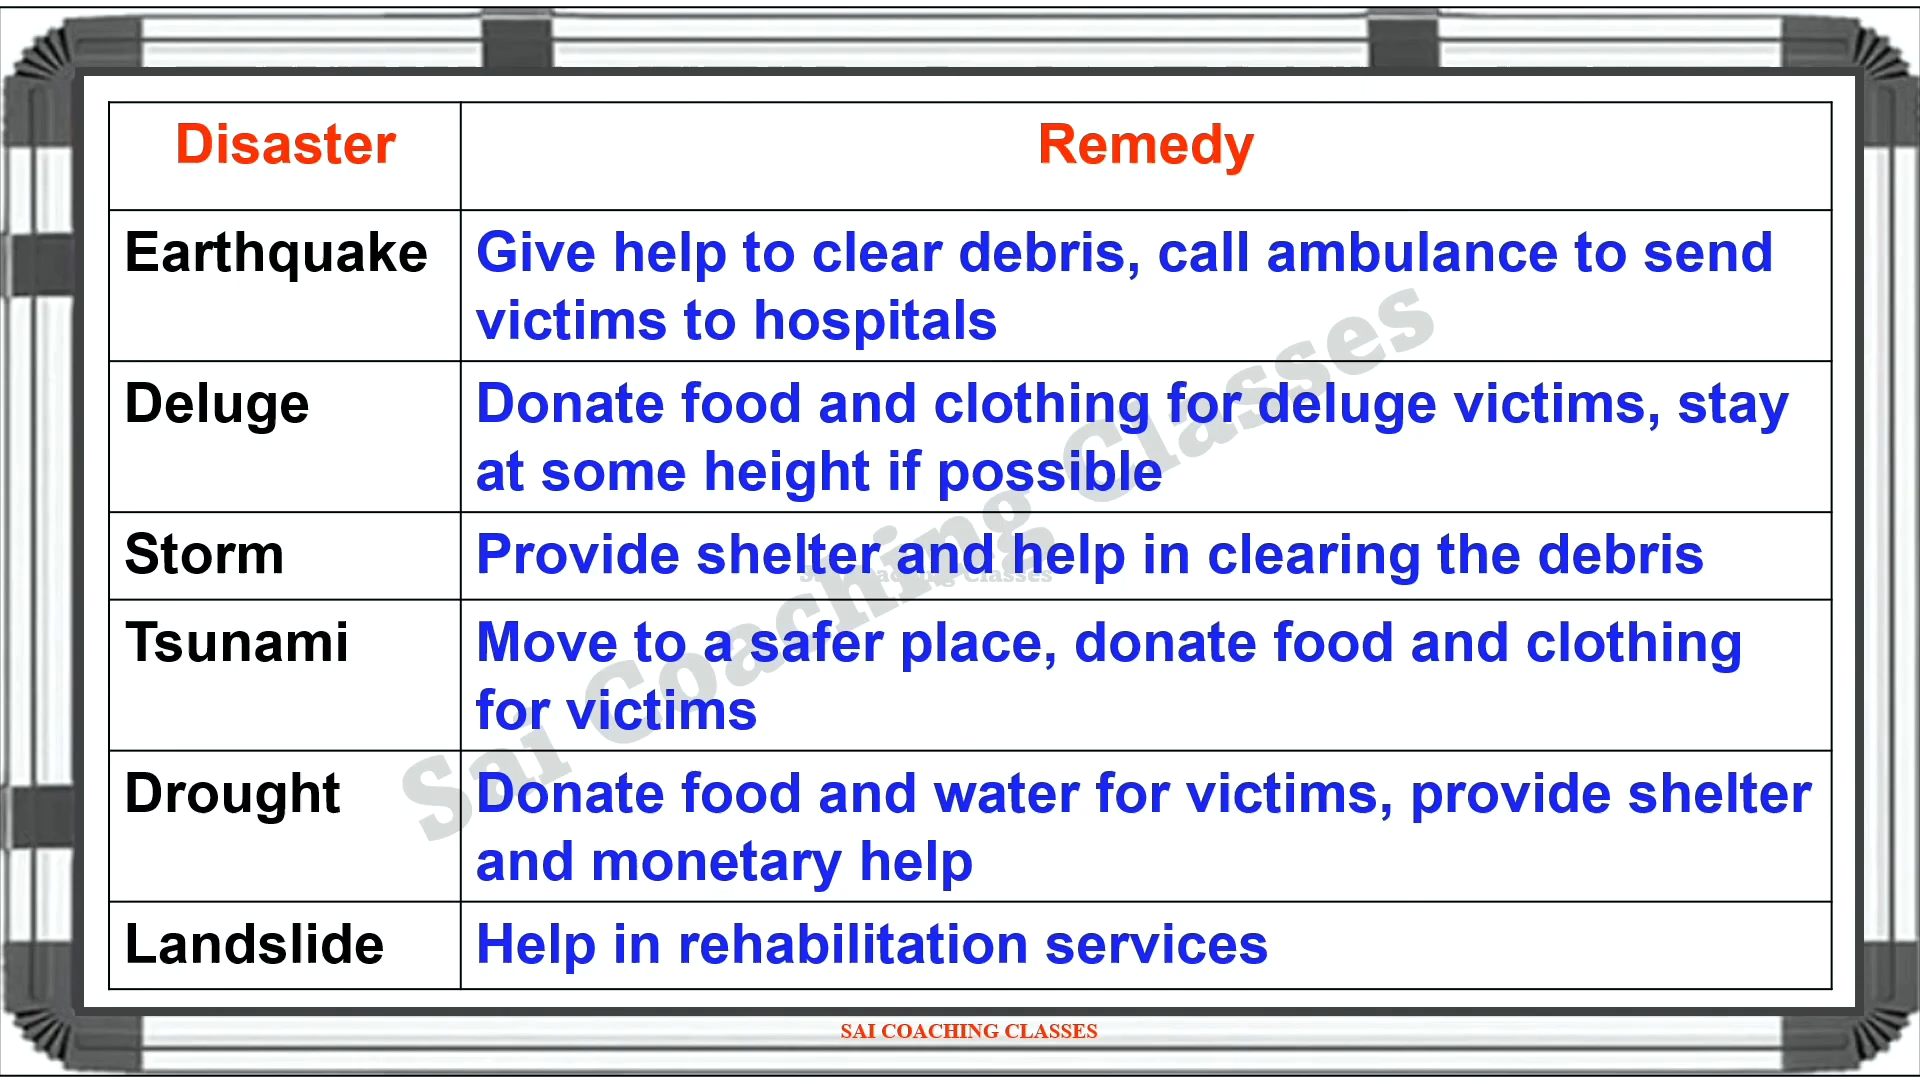 Disaster
Remedy
Earthquake
Give help to clear debris, call ambulance to send
victims to hospitals
Deluge
Donate food and clothing for deluge victims, stay
at some height if possible
Storm
Provide shelter and help in clearing the debris
Tsunami
Move to a safer place, donate food and clothing
for victims
Drought
Donate food and water for victims, provide shelter
and monetary help
Landslide
Help in rehabilitation services
Sai Coaching Classes
Sai Coaching Classes
SAI COACHING CLASSES